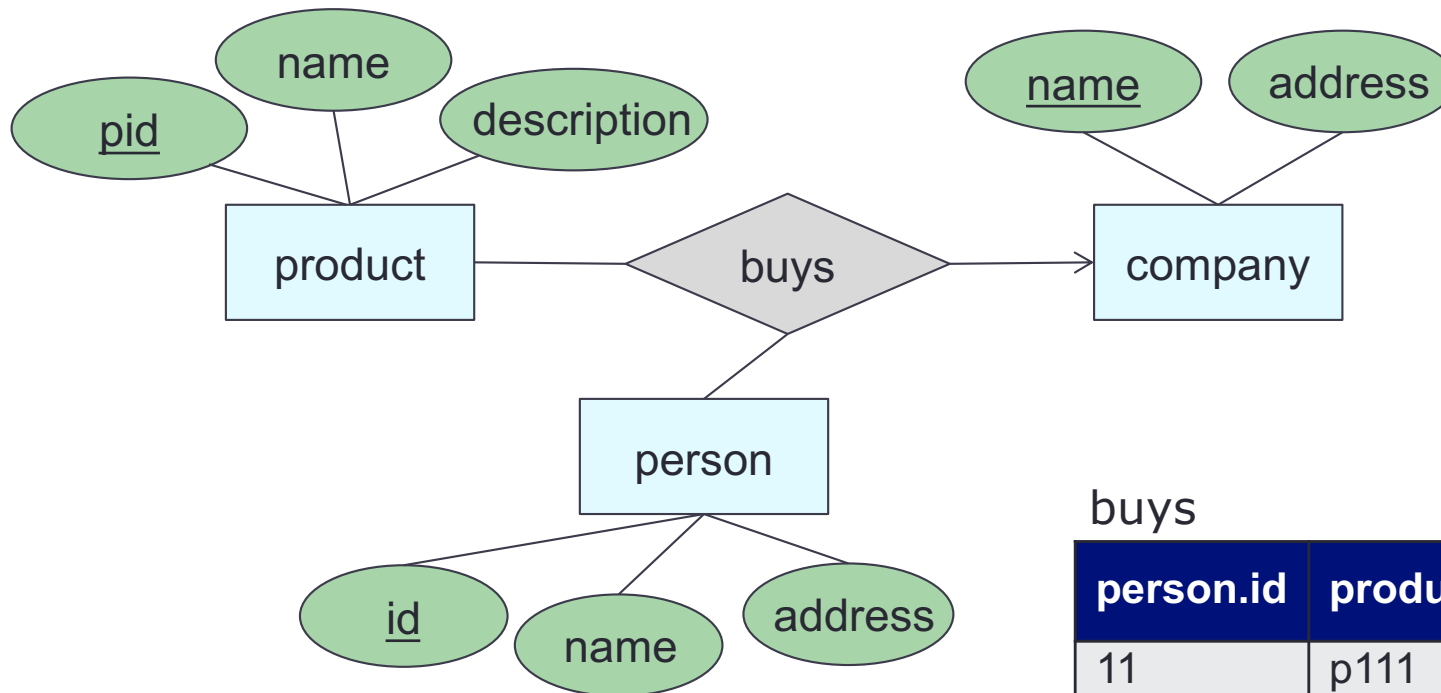 name
pid
description
name
address
product
buys
company
person
id
name
address
buys
person.id
11
p111